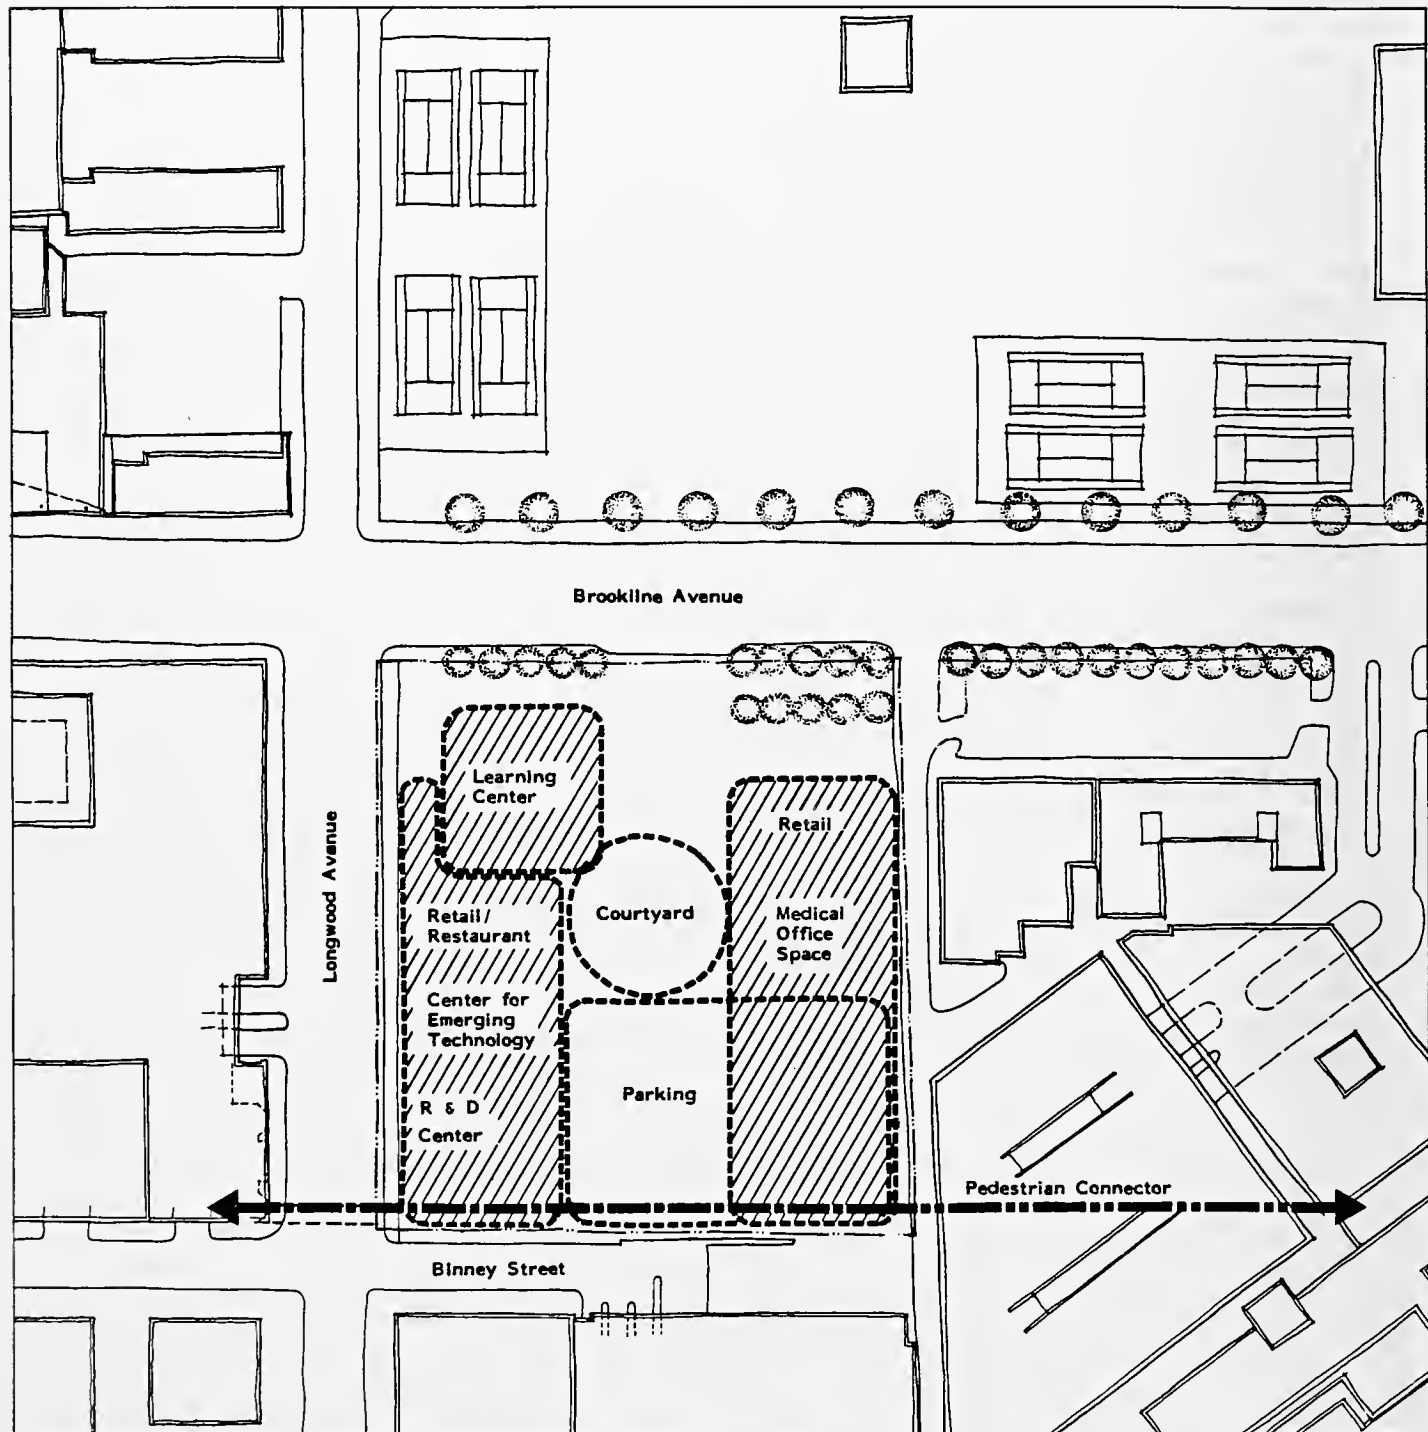 Brookline Avenue
Longwood Avenue
Learning
Center
Retail
Retail/
Restaurant
Courtyard
Medical
Office
Space
Center for
Emerging
Technology
Parking
R & D
Center
Pedestrian Connector
Binney Street